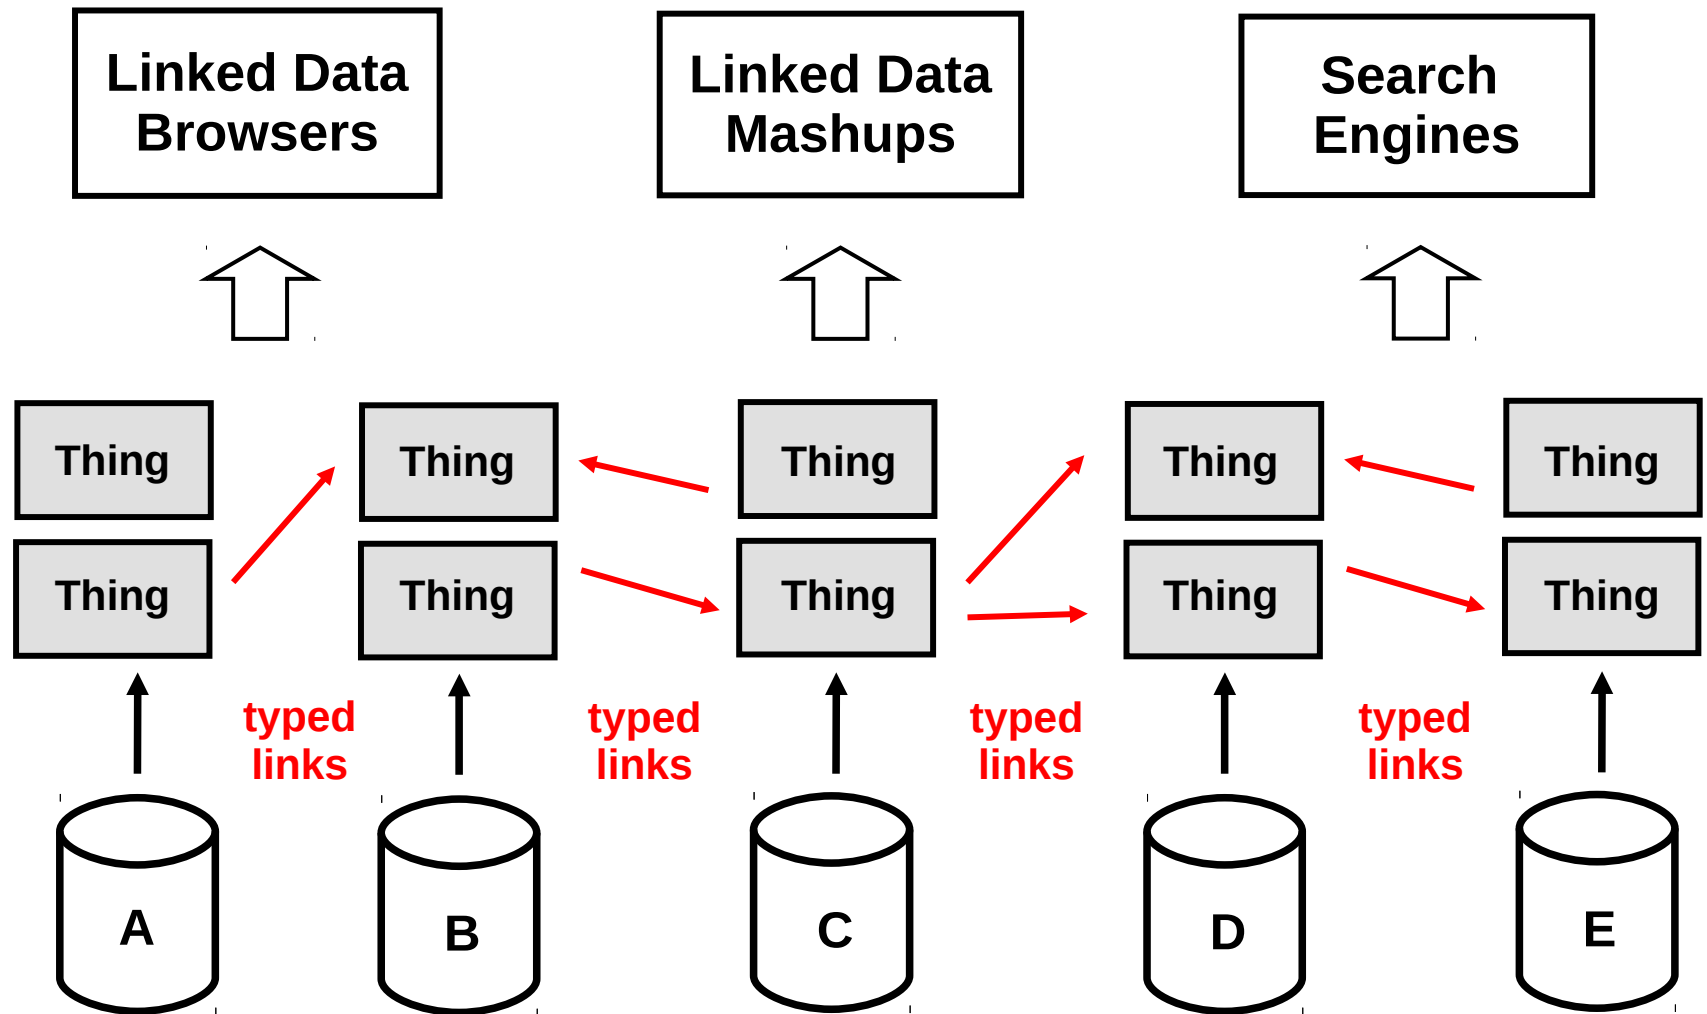 Linked Data
Browsers
Linked Data
Mashups
Search
Engines
Thing
Thing
Thing
Thing
Thing
Thing
Thing
Thing
Thing
Thing
typed
links
typed
links
typed
links
typed
links
A
B
C
D
E